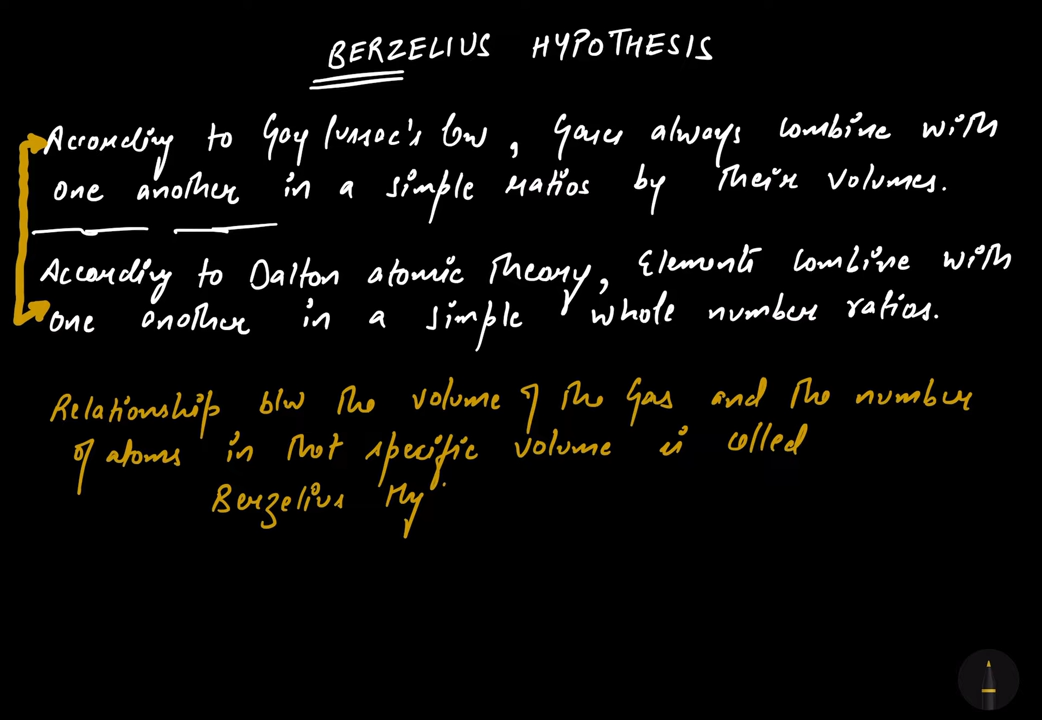 BERZELIUS HYPOTHESIS
According to Gay lussac's law, Gases always combine with
one another in a simple ratios by their volumes.
According to Dalton atomic theory, Elements combine with
one another in a simple whole number ratios.
Relationship b/w the volume of the Gas and the number
of atoms in that specific volume is called
Berzelius Hy